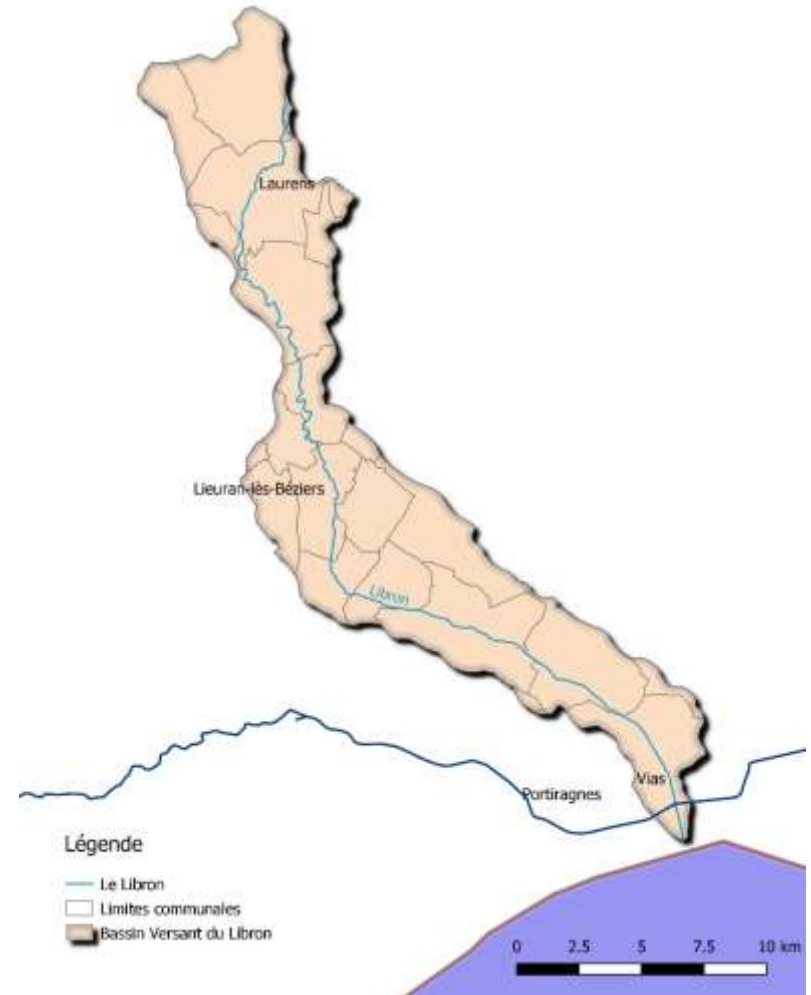 Laurens
Lieuran-lès-Béziers
Libron
Vias
Portiragnes
Légende
Le Libron
Limites communales
Bassin Versant du Libron
0 2.5 5 7.5 10 km